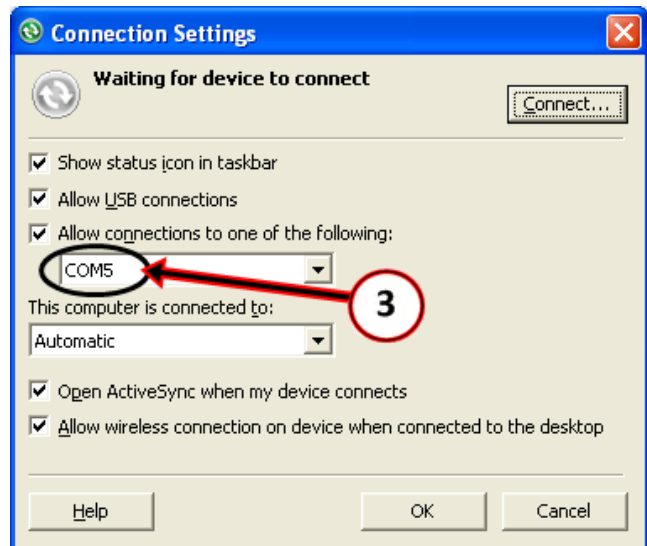 Connection Settings
Waiting for device to connect
Connect...
Show status icon in taskbar
Allow USB connections
Allow connections to one of the following:
COM5
3
This computer is connected to:
Automatic
Open ActiveSync when my device connects
Allow wireless connection on device when connected to the desktop
Help OK Cancel